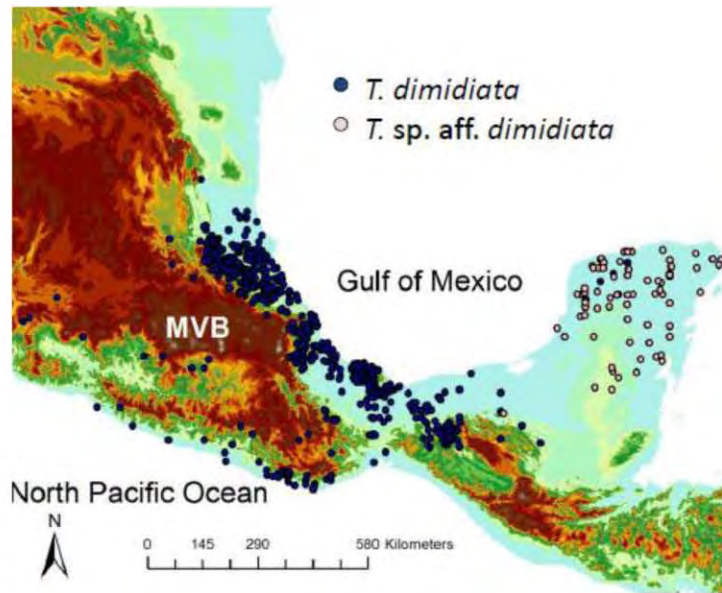 T. dimidiata
T. sp. aff. dimidiata
Gulf of Mexico
MVB
North Pacific Ocean
N
0 145 290 580 Kilometers